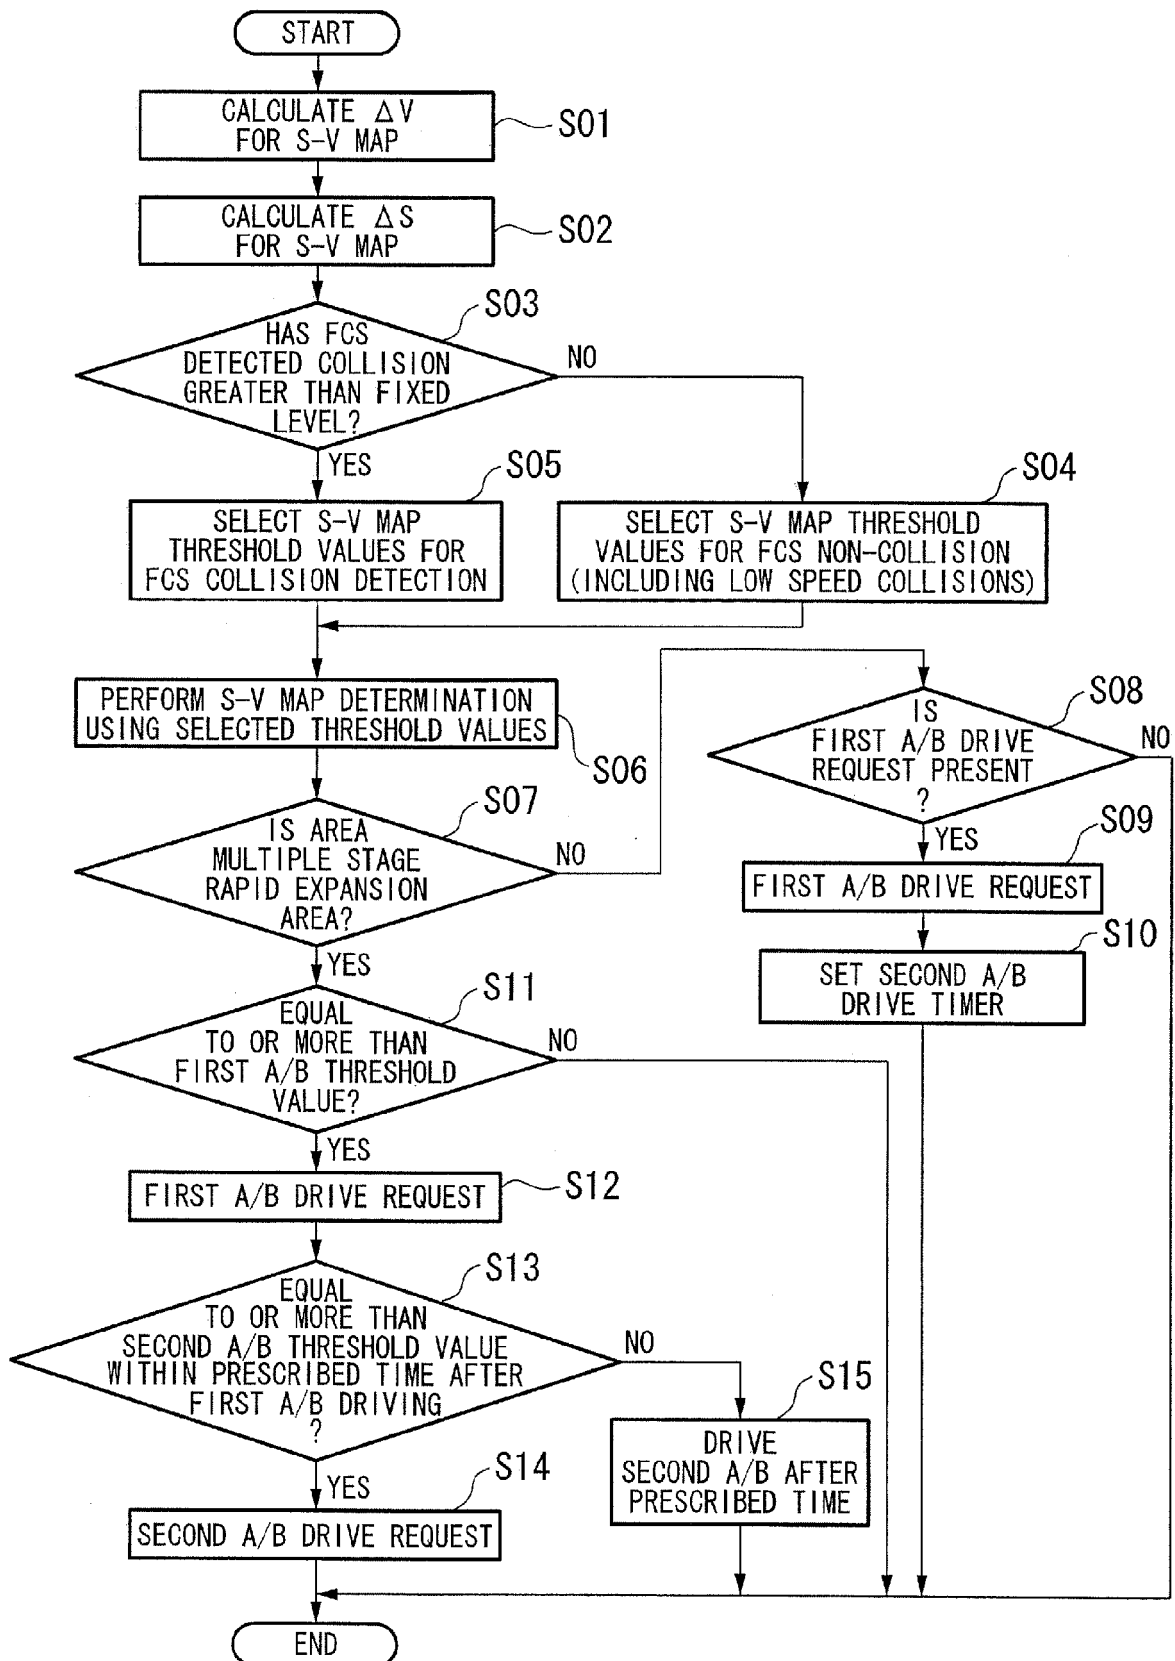 START
CALCULATE ΔV
FOR S-V MAP
S01
CALCULATE ΔS
FOR S-V MAP
S02
S03
HAS FCS
DETECTED COLLISION
GREATER THAN FIXED
LEVEL?
NO
YES
S05
SELECT S-V MAP
THRESHOLD VALUES FOR
FCS COLLISION DETECTION
S04
SELECT S-V MAP THRESHOLD
VALUES FOR FCS NON-COLLISION
(INCLUDING LOW SPEED COLLISIONS)
PERFORM S-V MAP DETERMINATION
USING SELECTED THRESHOLD VALUES
S06
S07
IS AREA
MULTIPLE STAGE
RAPID EXPANSION
AREA?
NO
YES
S08
IS
FIRST A/B DRIVE
REQUEST PRESENT
?
NO
YES
S09
FIRST A/B DRIVE REQUEST
S10
SET SECOND A/B
DRIVE TIMER
S11
EQUAL
TO OR MORE THAN
FIRST A/B THRESHOLD
VALUE?
NO
YES
FIRST A/B DRIVE REQUEST
S12
S13
EQUAL
TO OR MORE THAN
SECOND A/B THRESHOLD VALUE
WITHIN PRESCRIBED TIME AFTER
FIRST A/B DRIVING
?
NO
YES
S15
DRIVE
SECOND A/B AFTER
PRESCRIBED TIME
S14
SECOND A/B DRIVE REQUEST
END